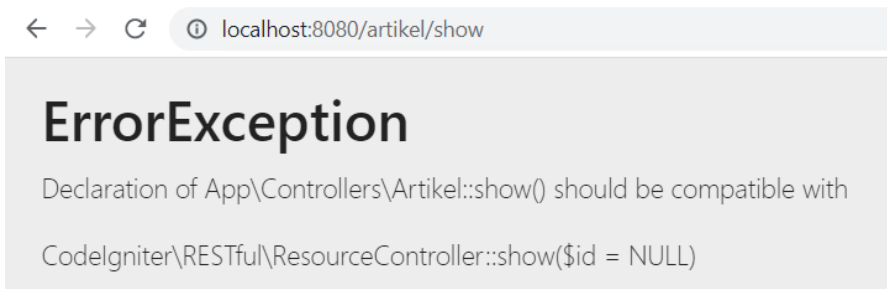 localhost:8080/artikel/show
ErrorException
Declaration of App\Controllers\Artikel::show() should be compatible with
CodeIgniter\RESTful\ResourceController::show($id = NULL)